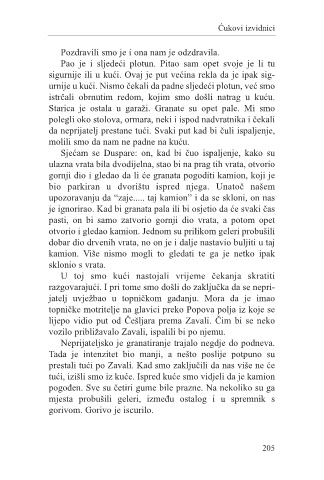 Ćukovi izvidnici
Pozdravili smo je i ona nam je odzdravila.
Pao je i sljedeći plotun. Pitao sam opet svoje je li tu
sigurnije ili u kući. Ovaj je put većina rekla da je ipak sig-
urnije u kući. Nismo čekali da padne sljedeći plotun, već smo
istrčali obrnutim redom, kojim smo došli natrag u kuću.
Starica je ostala u garaži. Granate su opet pale. Mi smo
polegli oko stolova, ormara, neki i ispod nadvratnika i čekali
da neprijatelj prestane tući. Svaki put kad bi čuli ispaljenje,
molili smo da nam ne padne na kuću.
Sjećam se Duspare: on, kad bi čuo ispaljenje, kako su
ulazna vrata bila dvodijelna, stao bi na prag tih vrata, otvorio
gornji dio i gledao da li će granata pogoditi kamion, koji je
bio parkiran u dvorištu ispred njega. Unatoč našem
upozoravanju da “zaje..... taj kamion” i da se skloni, on nas
je ignorirao. Kad bi granata pala ili bi osjetio da će svaki čas
pasti, on bi samo zatvorio gornji dio vrata, a potom opet
otvorio i gledao kamion. Jednom su prilikom geleri probušili
dobar dio drvenih vrata, no on je i dalje nastavio buljiti u taj
kamion. Više nismo mogli to gledati te ga je netko ipak
sklonio s vrata.
U toj smo kući nastojali vrijeme čekanja skratiti
razgovarajući. I pri tome smo došli do zaključka da se nepri-
jatelj uvježbao u topničkom gađanju. Mora da je imao
topničke motritelje na glavici preko Popova polja iz koje se
lijepo vidio put od Češljara prema Zavali. Čim bi se neko
vozilo približavalo Zavali, ispalili bi po njemu.
Neprijateljsko je granatiranje trajalo negdje do podneva.
Tada je intenzitet bio manji, a nešto poslije potpuno su
prestali tući po Zavali. Kad smo zaključili da nas više ne će
tući, izišli smo iz kuće. Ispred kuće smo vidjeli da je kamion
pogođen. Sve su četiri gume bile prazne. Na nekoliko su ga
mjesta probušili geleri, između ostalog i u spremnik s
gorivom. Gorivo je iscurilo.
205